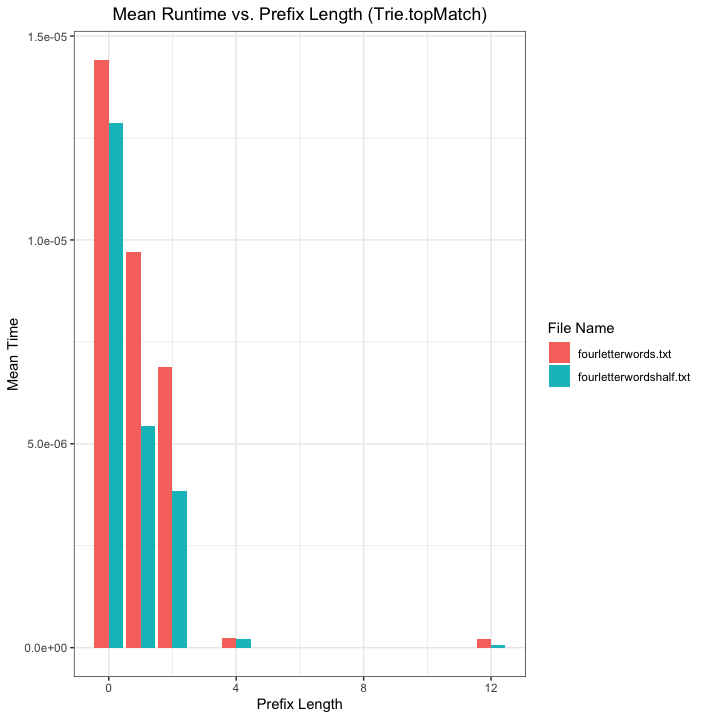 Mean Runtime vs. Prefix Length (Trie.topMatch)
1.5e-05
1.0e-05
5.0e-06
0.0e+00
Mean Time
0 4 8 12
Prefix Length
File Name
fourletterwords.txt
fourletterwordshalf.txt